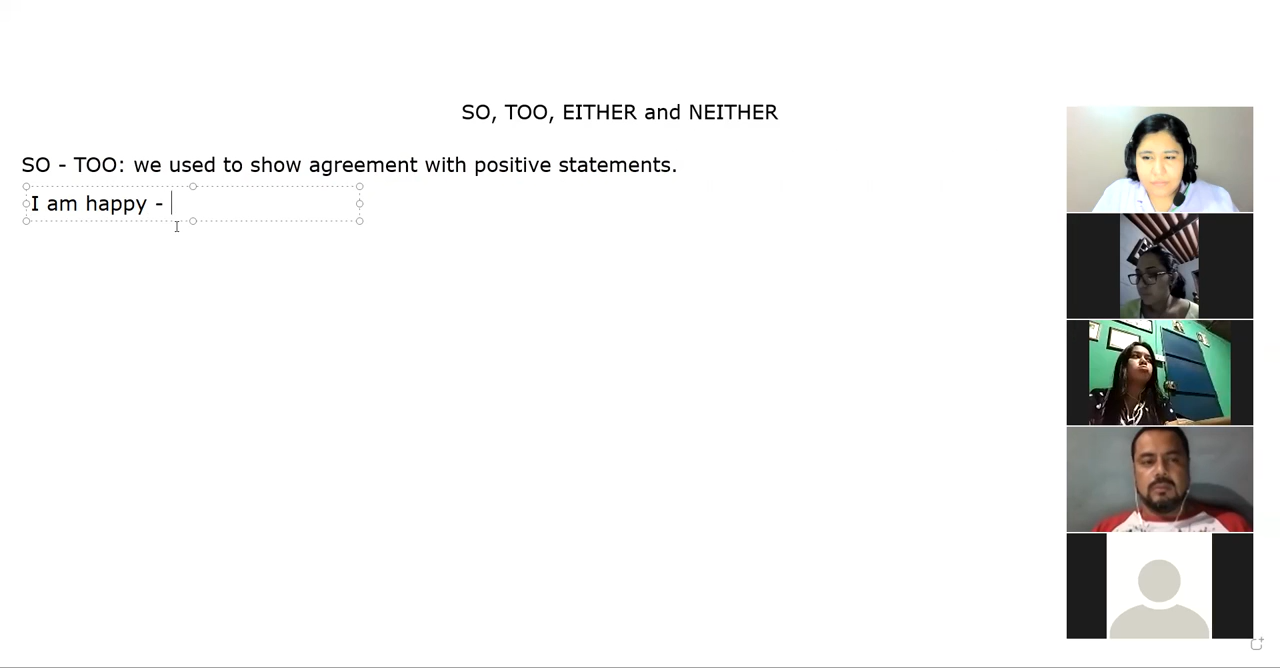 SO, TOO, EITHER and NEITHER
SO - TOO: we used to show agreement with positive statements.
I am happy -